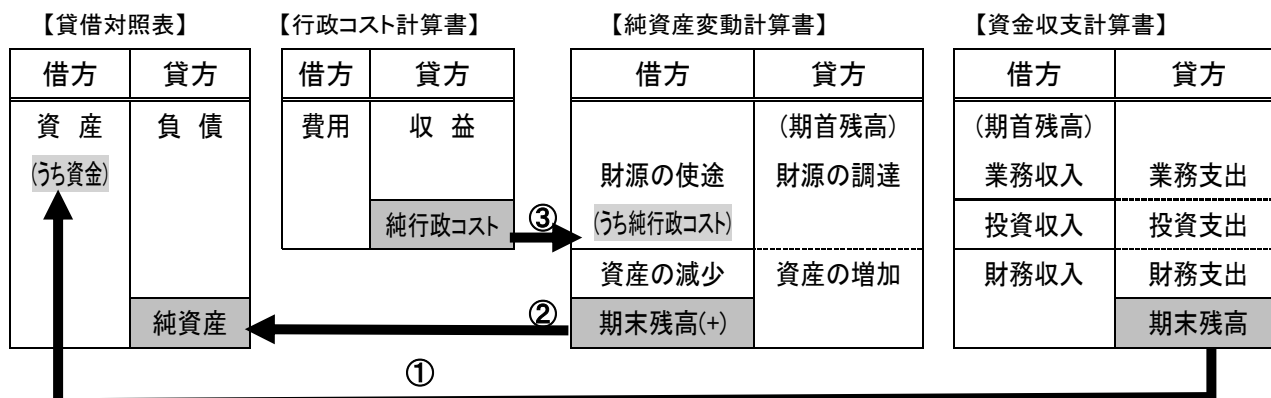 【貸借対照表】 【行政コスト計算書】 【純資産変動計算書】 【資金収支計算書】
借方 貸方 借方 貸方 借方 貸方 借方 貸方
資 産 負 債 費用 収 益 (期首残高) (期首残高)
(うち資金) 財源の使途 財源の調達 業務収入 業務支出
純行政コスト ③ (うち純行政コスト) 投資収入 投資支出
資産の減少 資産の増加 財務収入 財務支出
純資産 ② 期末残高(+) 期末残高
①